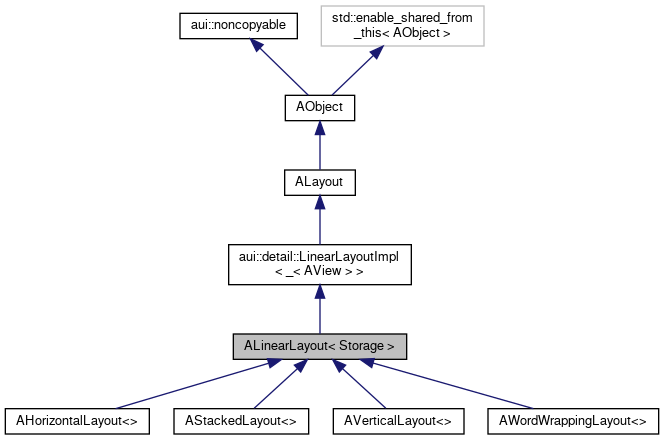 aui::noncopyable
std::enable_shared_from
_this< AObject >
AObject
ALayout
aui::detail::LinearLayoutImpl
< _< AView > >
ALinearLayout< Storage >
AHorizontalLayout<>
AStackedLayout<>
AVerticalLayout<>
AWordWrappingLayout<>